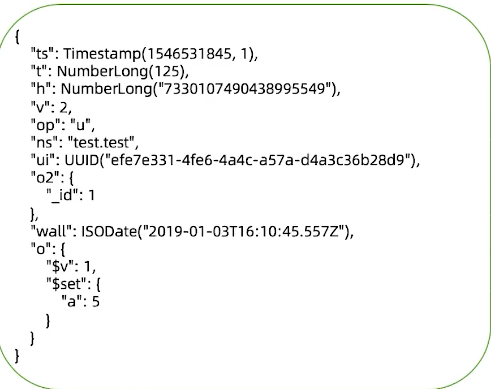 {
"ts": Timestamp(1546531845, 1),
"t": NumberLong(125),
"h": NumberLong("7330107490438995549"),
"v": 2,
"op": "u",
"ns": "test.test",
"ui": UUID("efe7e331-4fe6-4a4c-a57a-d4a3c36b28d9"),
"o2": {
"_id": 1
},
"wall": ISODate("2019-01-03T16:10:45.557Z"),
"o": {
"$v": 1,
"$set": {
"a": 5
}
}
}